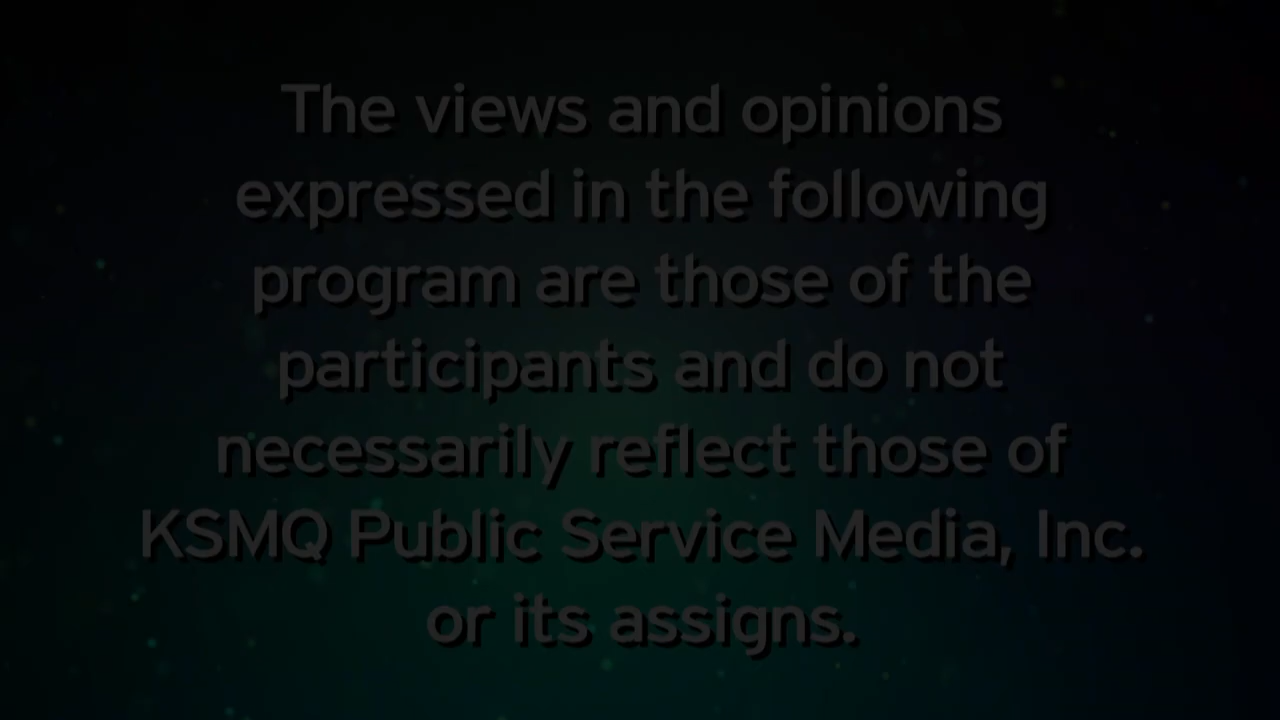 The views and opinions
expressed in the following
program are those of the
participants and do not
necessarily reflect those of
KSMQ Public Service Media, Inc.
or its assigns.